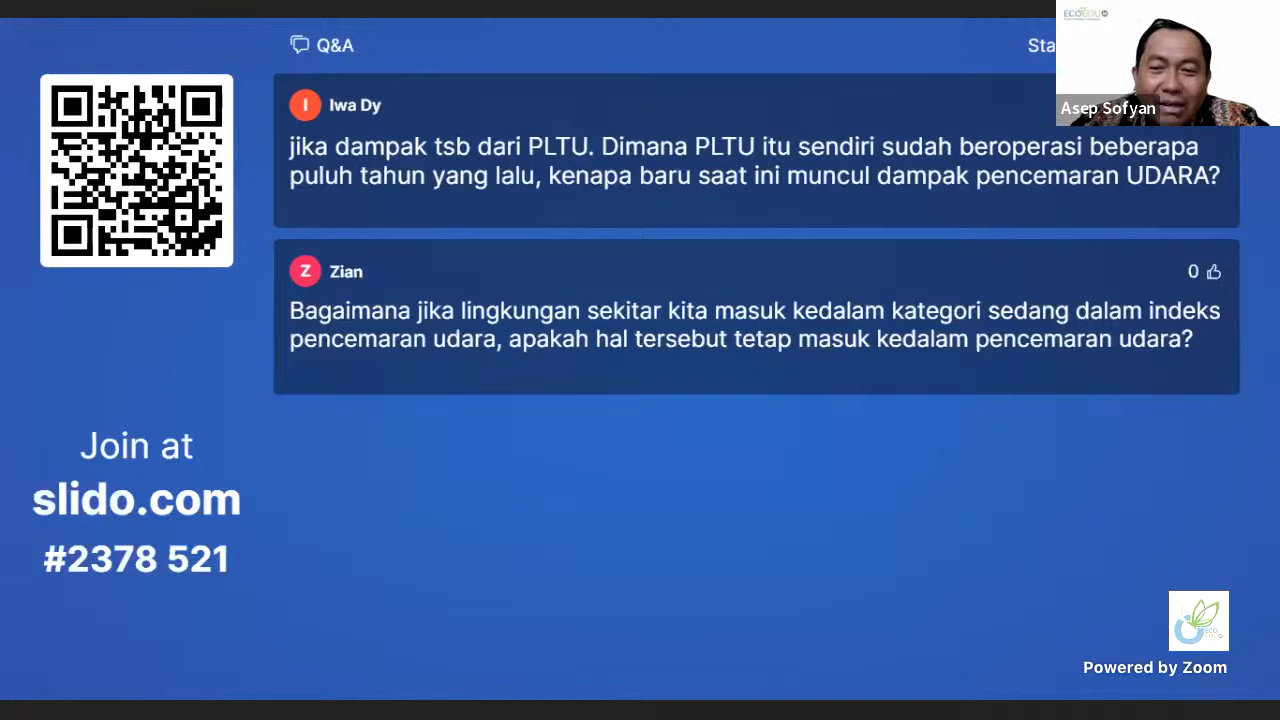 Q&A
Sta
ECOEDU
Asep Sofyan
I
Iwa Dy
jika dampak tsb dari PLTU. Dimana PLTU itu sendiri sudah beroperasi beberapa
puluh tahun yang lalu, kenapa baru saat ini muncul dampak pencemaran UDARA?
Z
Zian
0
Bagaimana jika lingkungan sekitar kita masuk kedalam kategori sedang dalam indeks
pencemaran udara, apakah hal tersebut tetap masuk kedalam pencemaran udara?
Join at
slido.com
#2378 521
ECO
Powered by Zoom